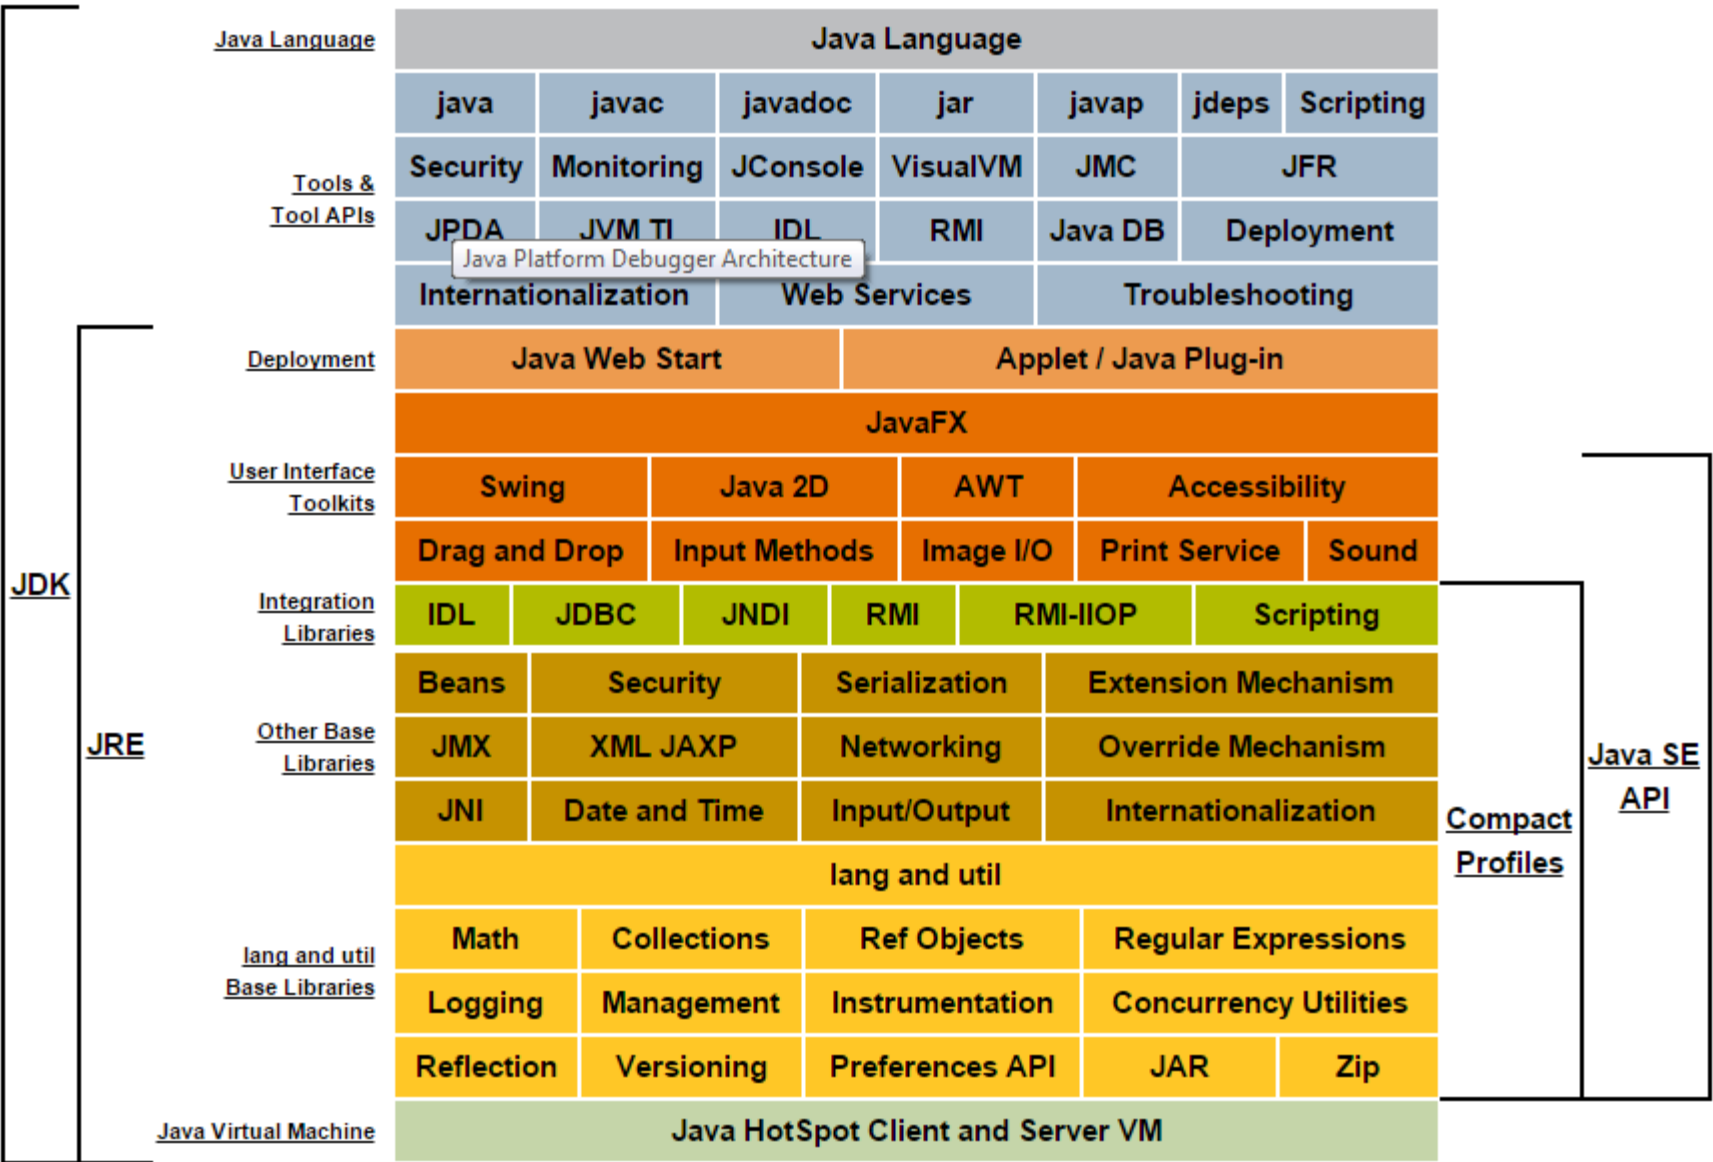 Java Language
Java Language
java javac javadoc jar javap jdeps Scripting
Security Monitoring JConsole VisualVM JMC JFR
Tools &
Tool APIs
JPDA JVM TI IDL RMI Java DB Deployment
Java Platform Debugger Architecture
Internationalization Web Services Troubleshooting
Deployment
Java Web Start Applet / Java Plug-in
JavaFX
User Interface
Toolkits
Swing Java 2D AWT Accessibility
Drag and Drop Input Methods Image I/O Print Service Sound
JDK
Integration
Libraries
IDL JDBC JNDI RMI RMI-IIOP Scripting
Beans Security Serialization Extension Mechanism
JRE
Other Base
Libraries
JMX XML JAXP Networking Override Mechanism
Java SE
API
JNI Date and Time Input/Output Internationalization
Compact
Profiles
lang and util
lang and util
Base Libraries
Math Collections Ref Objects Regular Expressions
Logging Management Instrumentation Concurrency Utilities
Reflection Versioning Preferences API JAR Zip
Java Virtual Machine
Java HotSpot Client and Server VM